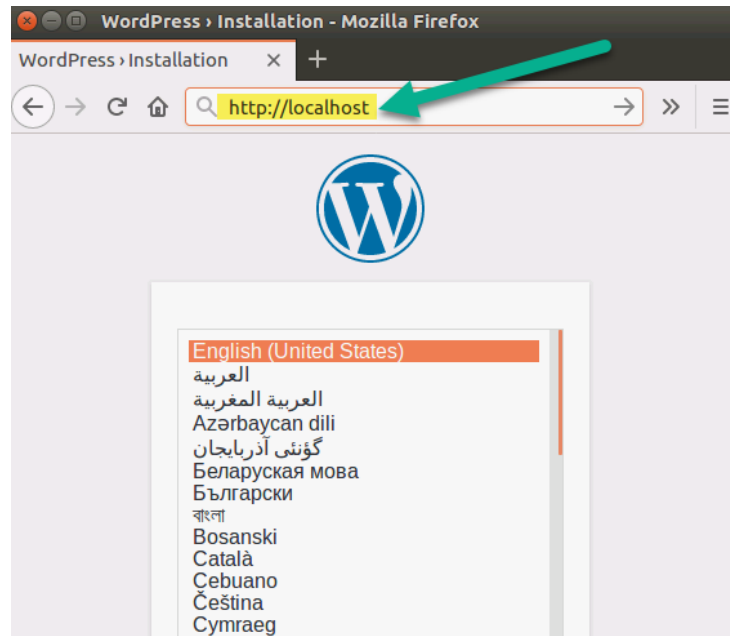 WordPress › Installation - Mozilla Firefox
WordPress › Installation
http://localhost
English (United States)
العربية
العربية المغربية
Azərbaycan dili
گؤنئی آذربایجان
Беларуская мова
Български
বাংলা
Bosanski
Català
Cebuano
Čeština
Cymraeg